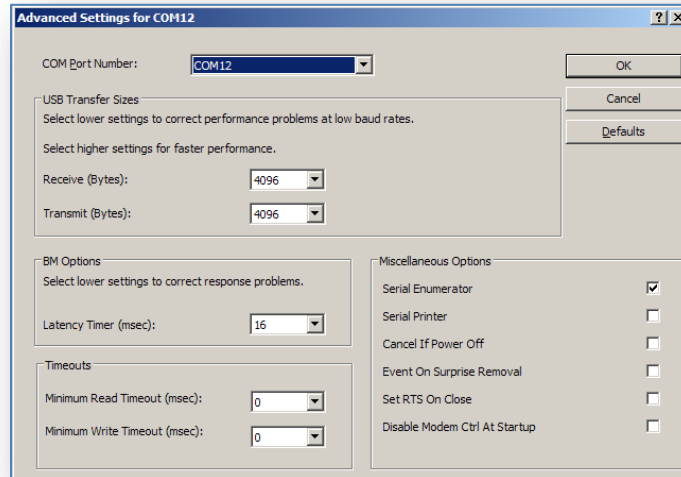 Advanced Settings for COM12
COM Port Number:
COM12
OK
Cancel
Defaults
USB Transfer Sizes
Select lower settings to correct performance problems at low baud rates.
Select higher settings for faster performance.
Receive (Bytes):
4096
Transmit (Bytes):
4096
BM Options
Select lower settings to correct response problems.
Latency Timer (msec):
16
Timeouts
Minimum Read Timeout (msec):
0
Minimum Write Timeout (msec):
0
Miscellaneous Options
Serial Enumerator
Serial Printer
Cancel If Power Off
Event On Surprise Removal
Set RTS On Close
Disable Modem Ctrl At Startup